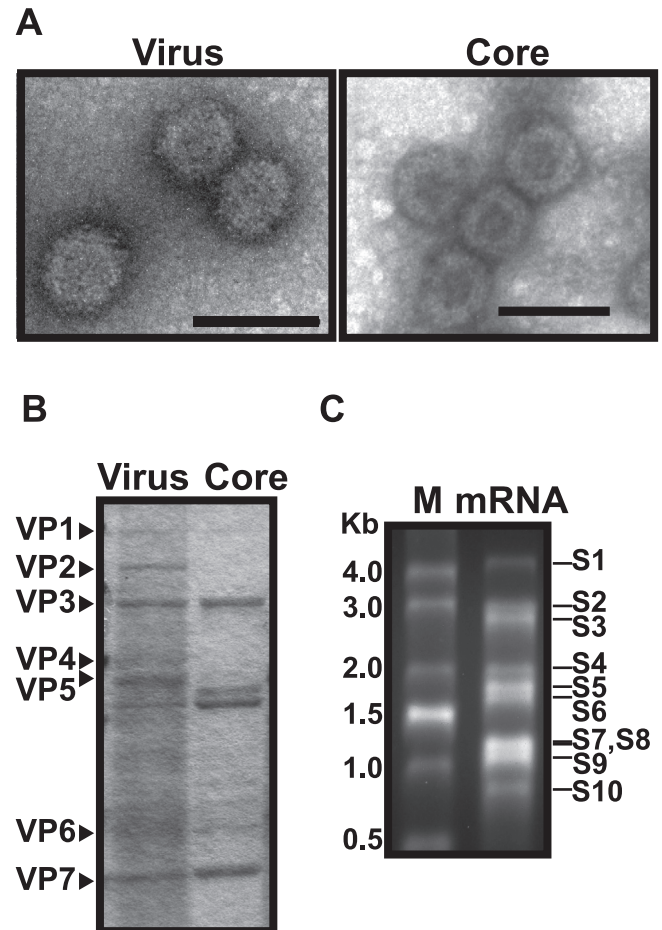 A
Virus Core
B
Virus Core
VP1
VP2
VP3
VP4
VP5
VP6
VP7
C
M mRNA
Kb
4.0
3.0
2.0
1.5
1.0
0.5
S1
S2
S3
S4
S5
S6
S7,S8
S9
S10